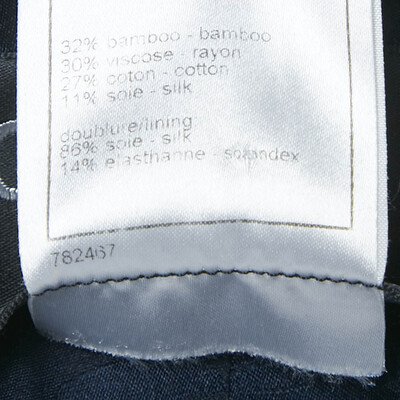 32% bamboo - bamboo
30% viscose - rayon
27% coton - cotton
11% soie - silk
doublure/lining
86% soie - silk
14% elasthanne - spandex
782467